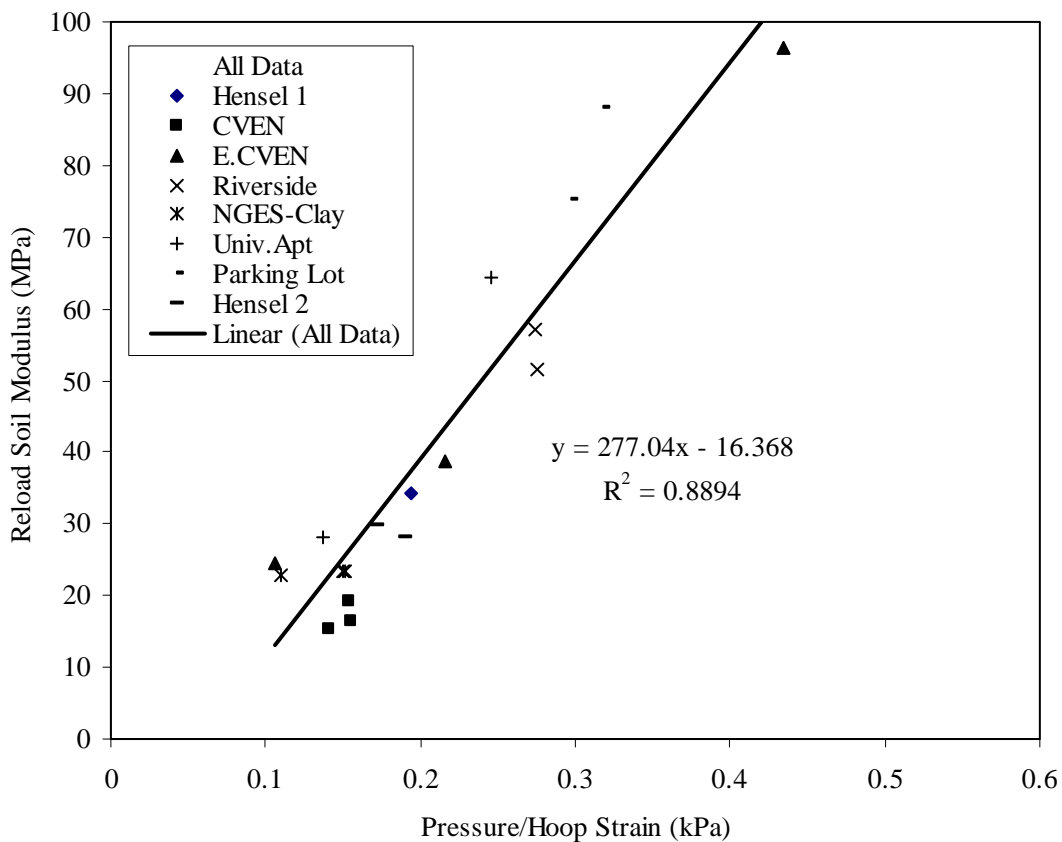 100
90
80
70
60
50
40
30
20
10
0
Reload Soil Modulus (MPa)
All Data
Hensel 1
CVEN
E.CVEN
Riverside
NGES-Clay
Univ.Apt
Parking Lot
Hensel 2
Linear (All Data)
y = 277.04x - 16.368
R² = 0.8894
0 0.1 0.2 0.3 0.4 0.5 0.6
Pressure/Hoop Strain (kPa)